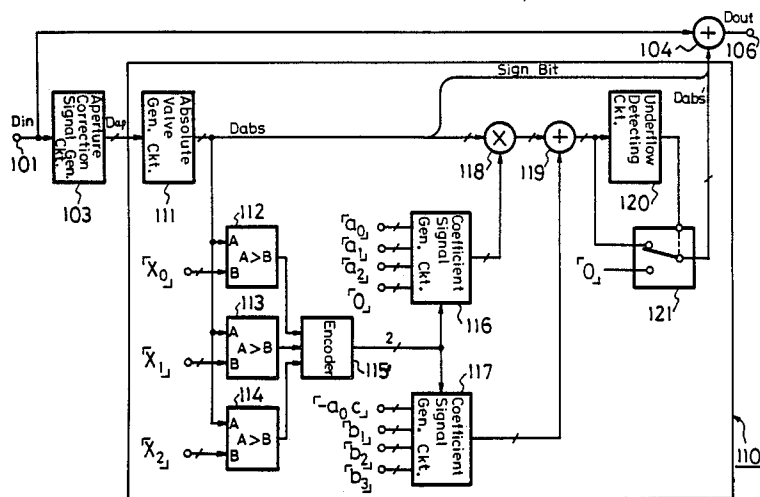 Dout
104
106
Sign Bit
Dabs'
Din
101
Aperture
Correction
Signal Gen.
Ckt.
103
Dap
Absolute
Valve
Gen. Ckt.
111
Dabs
118
119
Underflow
Detecting
Ckt.
120
112
A
A>B
B
「X0」
113
A
A>B
B
「X1」
114
A
A>B
B
「X2」
Encoder
115
2
「a0」
「a1」
「a2」
「0」
Coefficient
Signal
Gen. Ckt.
116
117
「-a0c」
「b1」
「b2」
「b3」
Coefficient
Signal
Gen. Ckt.
「0」
121
110